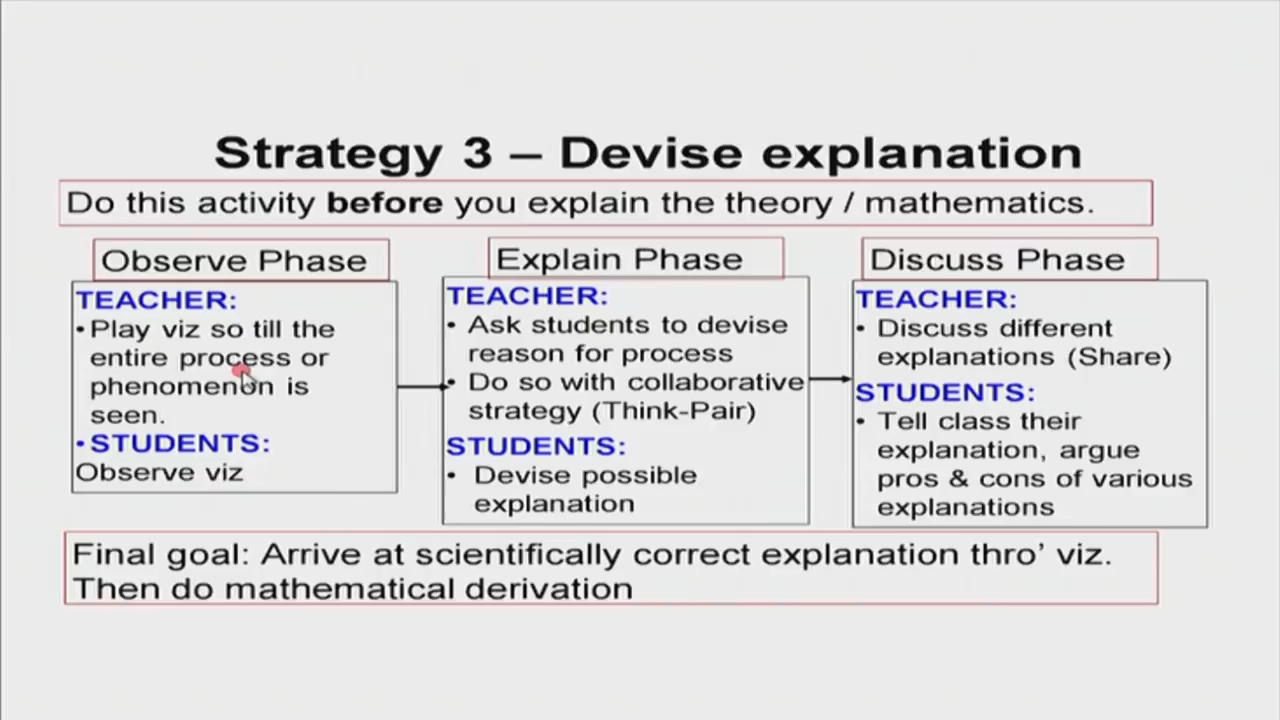 Strategy 3 – Devise explanation
Do this activity before you explain the theory / mathematics.
Observe Phase
TEACHER:
• Play viz so till the
entire process or
phenomenon is
seen.
• STUDENTS:
Observe viz
Explain Phase
TEACHER:
• Ask students to devise
reason for process
• Do so with collaborative
strategy (Think-Pair)
STUDENTS:
• Devise possible
explanation
Discuss Phase
TEACHER:
• Discuss different
explanations (Share)
STUDENTS:
• Tell class their
explanation, argue
pros & cons of various
explanations
Final goal: Arrive at scientifically correct explanation thro’ viz.
Then do mathematical derivation